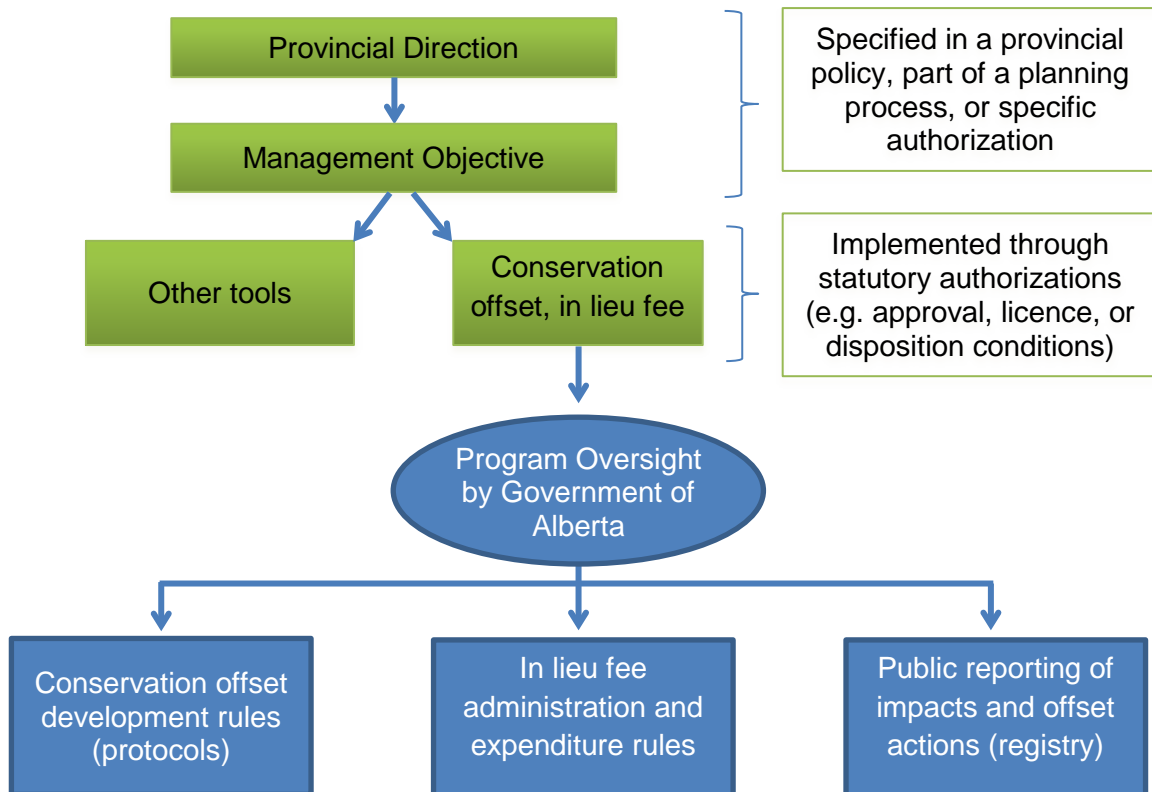 Provincial Direction
Specified in a provincial
policy, part of a planning
process, or specific
authorization
Management Objective
Other tools
Conservation
offset, in lieu fee
Implemented through
statutory authorizations
(e.g. approval, licence, or
disposition conditions)
Program Oversight
by Government of
Alberta
Conservation offset
development rules
(protocols)
In lieu fee
administration and
expenditure rules
Public reporting of
impacts and offset
actions (registry)